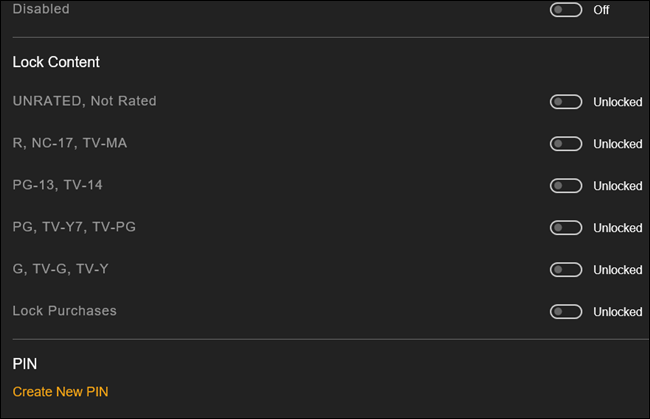 Disabled Off
Lock Content
UNRATED, Not Rated Unlocked
R, NC-17, TV-MA Unlocked
PG-13, TV-14 Unlocked
PG, TV-Y7, TV-PG Unlocked
G, TV-G, TV-Y Unlocked
Lock Purchases Unlocked
PIN
Create New PIN